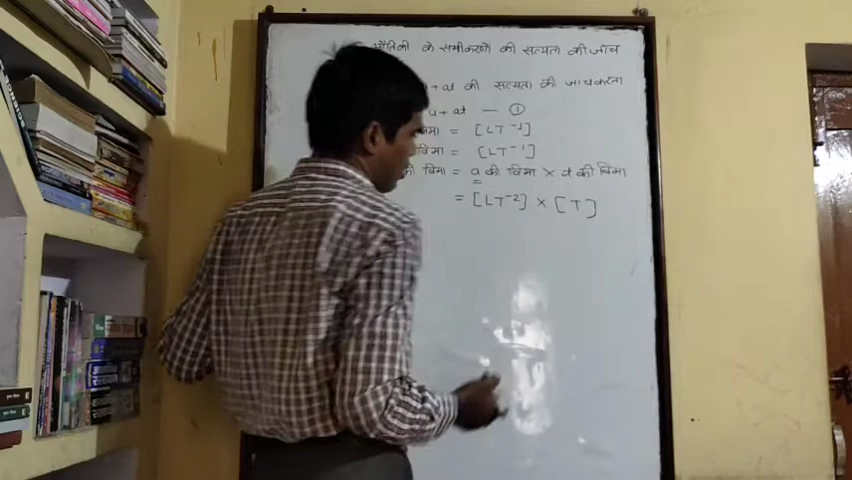 भौतिकी के समीकरणों की सत्यता की जाँच
u + at की सत्यता की जाच करना
u + at — ①
विमा = [LT⁻¹]
विमा = [LT⁻¹]
की विमा = a की विमा × t की विमा
= [LT⁻²] × [T]